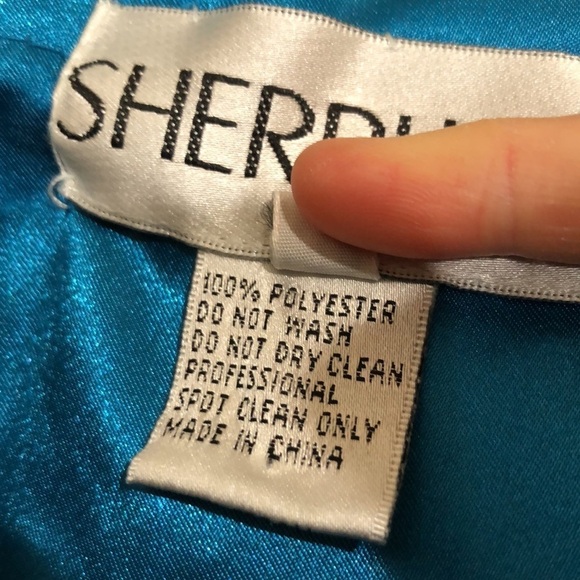 SHERR
100% POLYESTER
DO NOT WASH
DO NOT DRY CLEAN
PROFESSIONAL
SPOT CLEAN ONLY
MADE IN CHINA